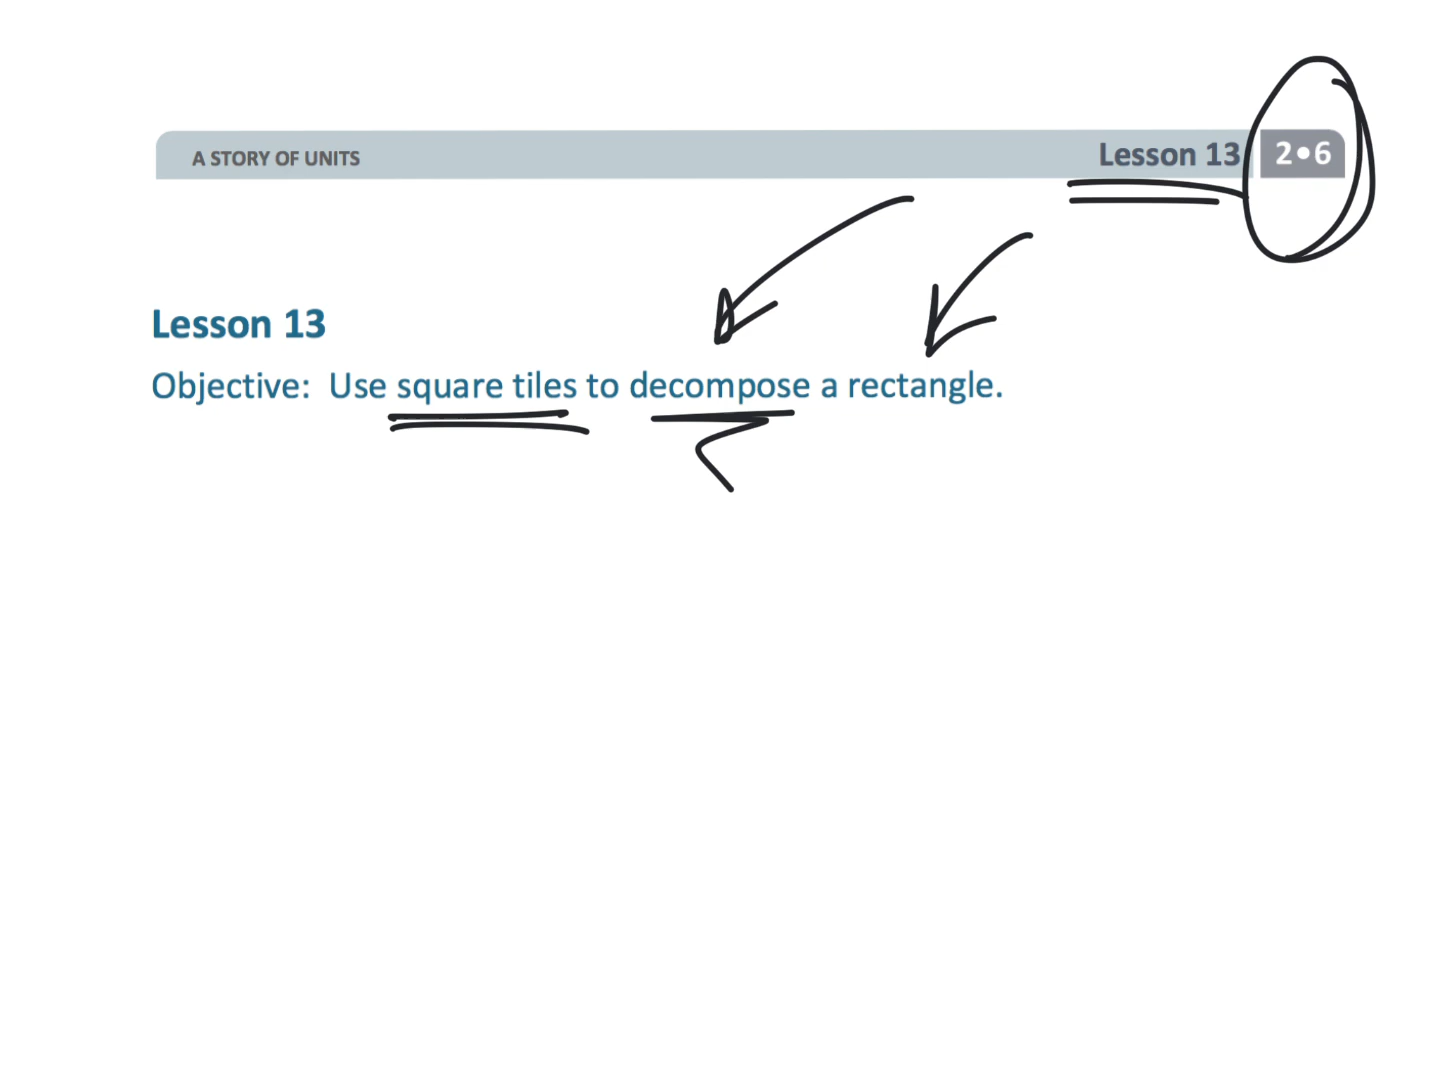 A STORY OF UNITS Lesson 13 2•6
Lesson 13
Objective: Use square tiles to decompose a rectangle.